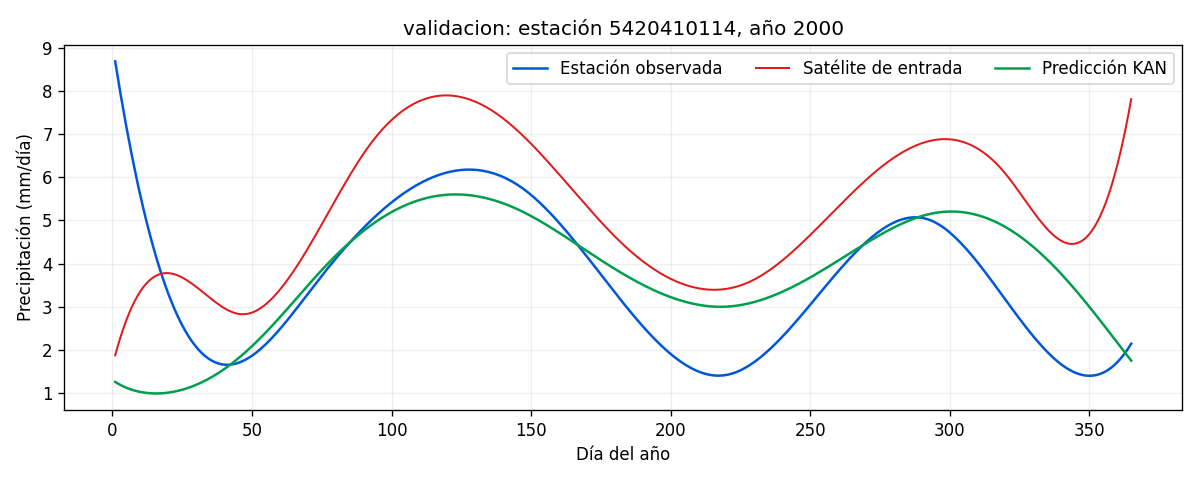 validacion: estación 5420410114, año 2000
Estación observada Satélite de entrada Predicción KAN
Precipitación (mm/día)
9
8
7
6
5
4
3
2
1
0 50 100 150 200 250 300 350
Día del año